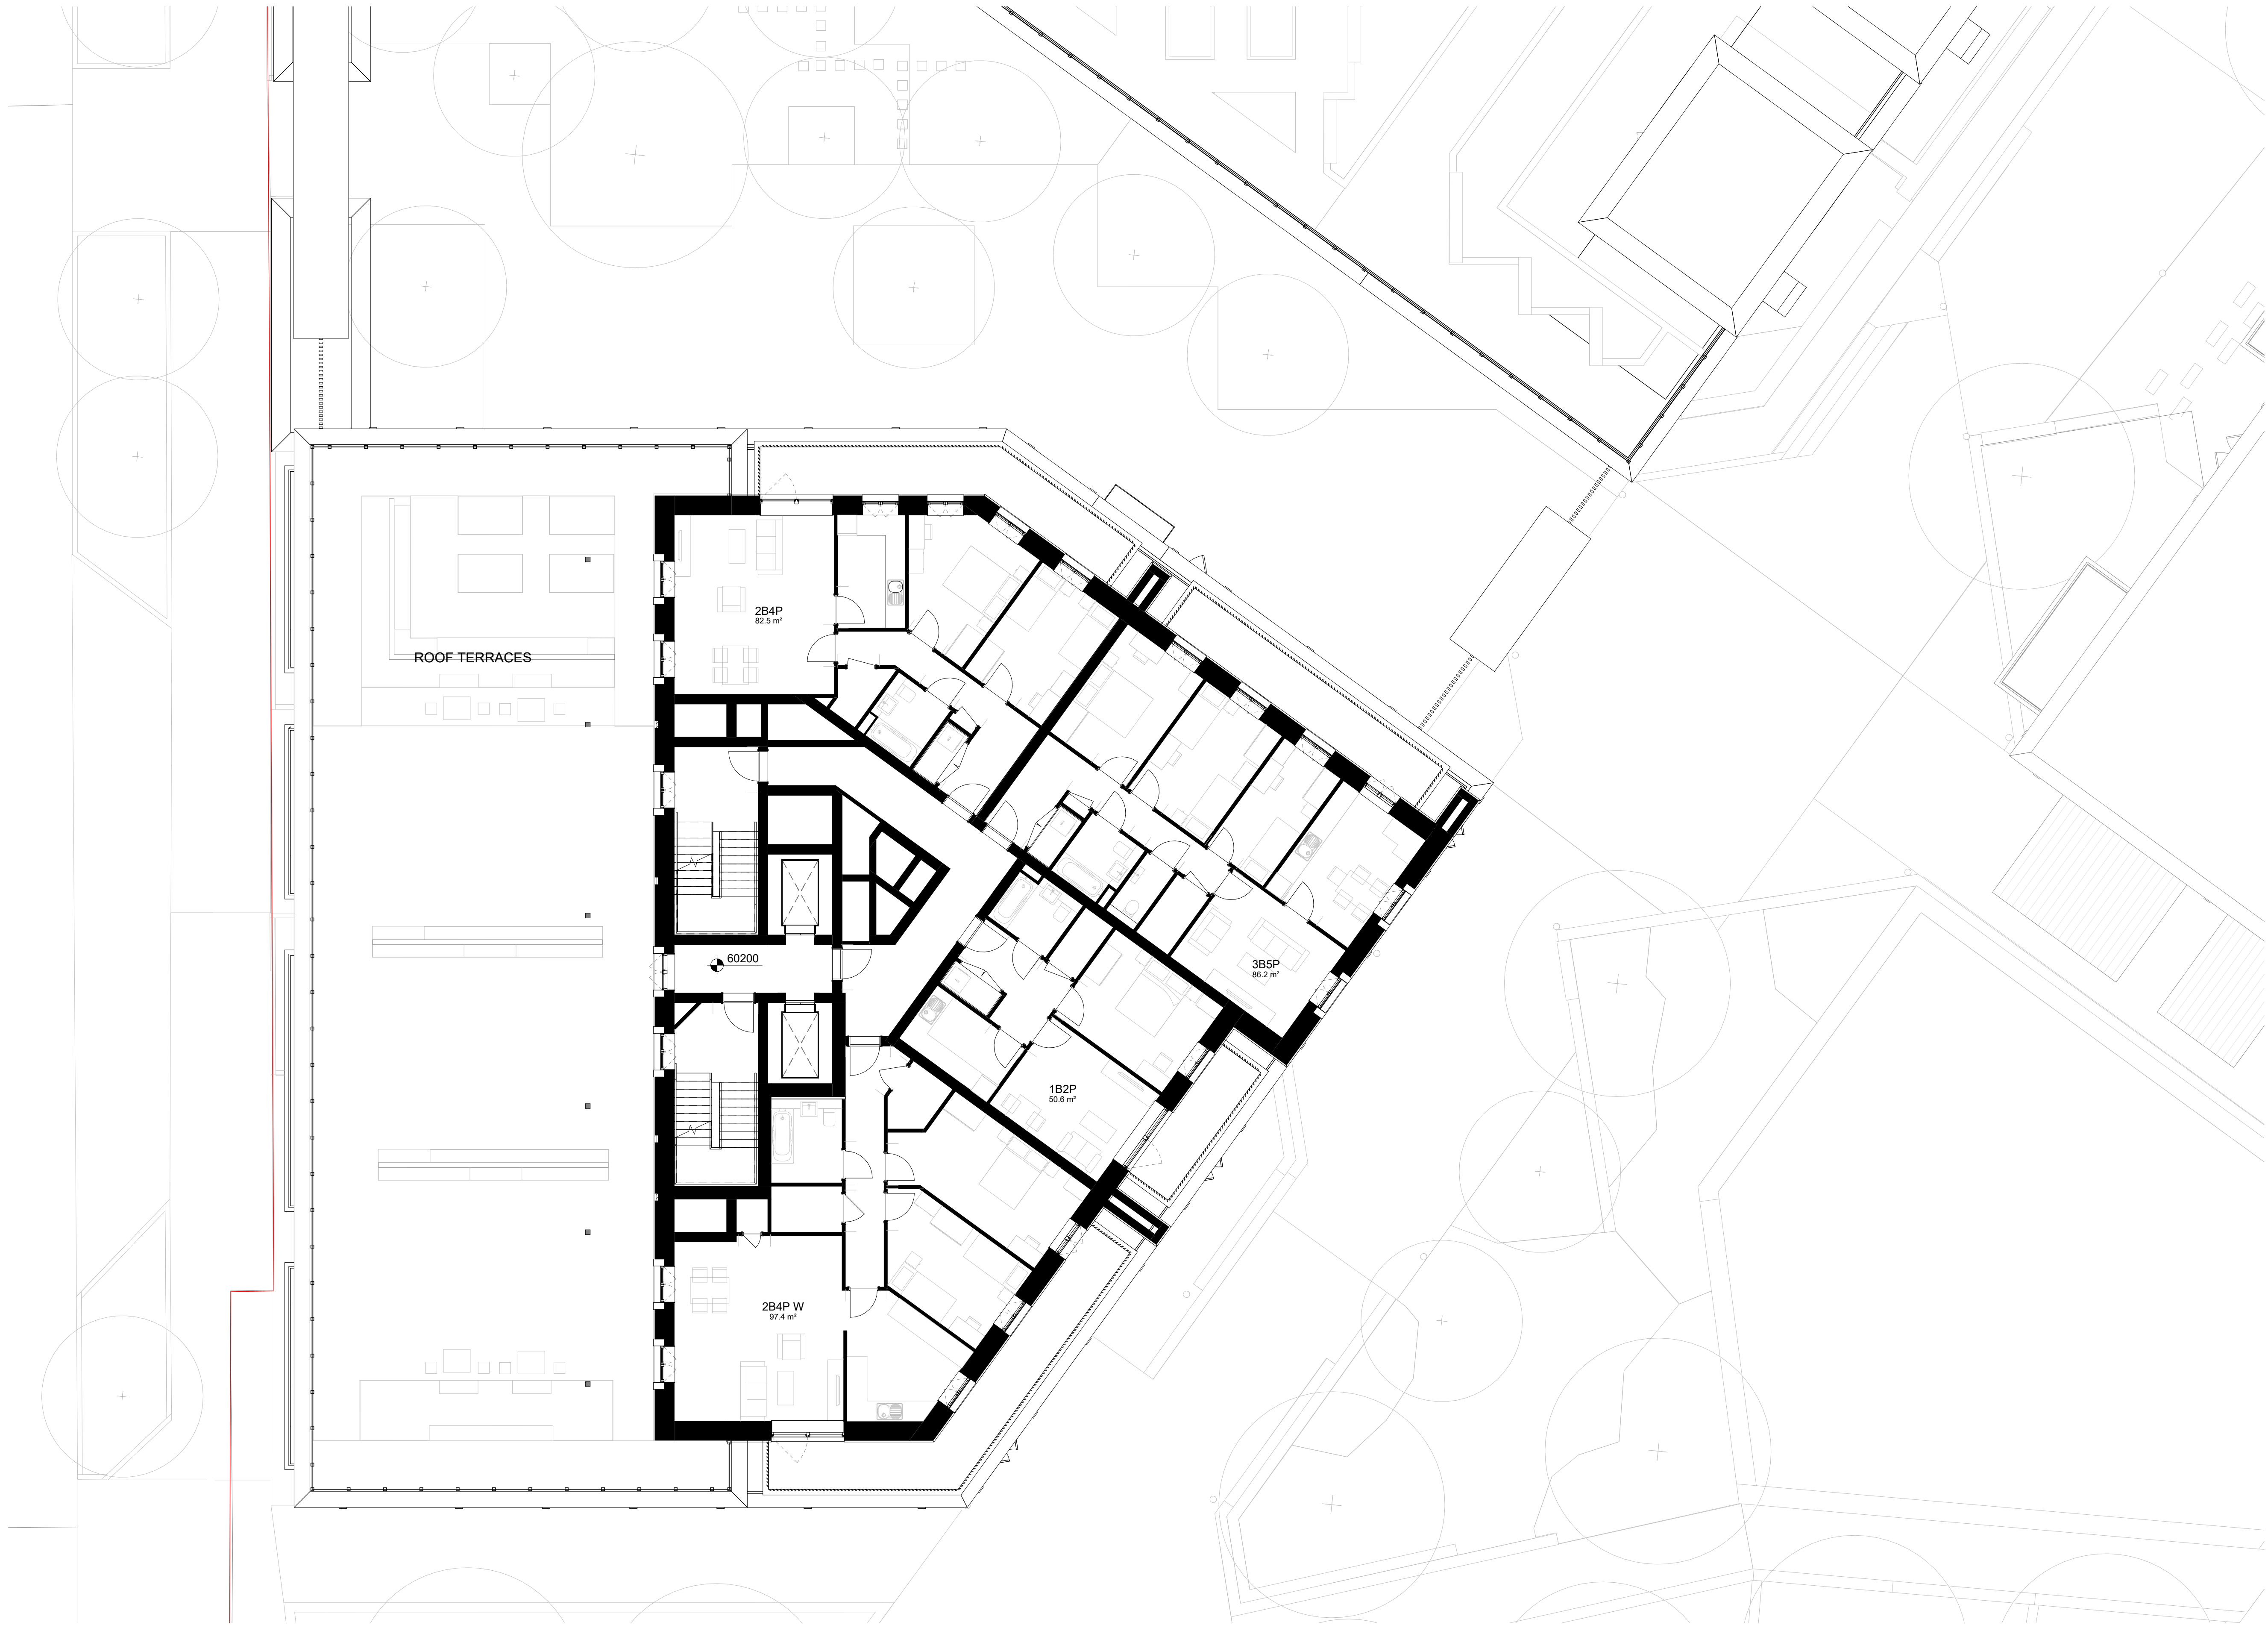 2B4P
82.5 m²
ROOF TERRACES
60200
3B5P
86.2 m²
1B2P
50.6 m²
2B4P W
97.4 m²